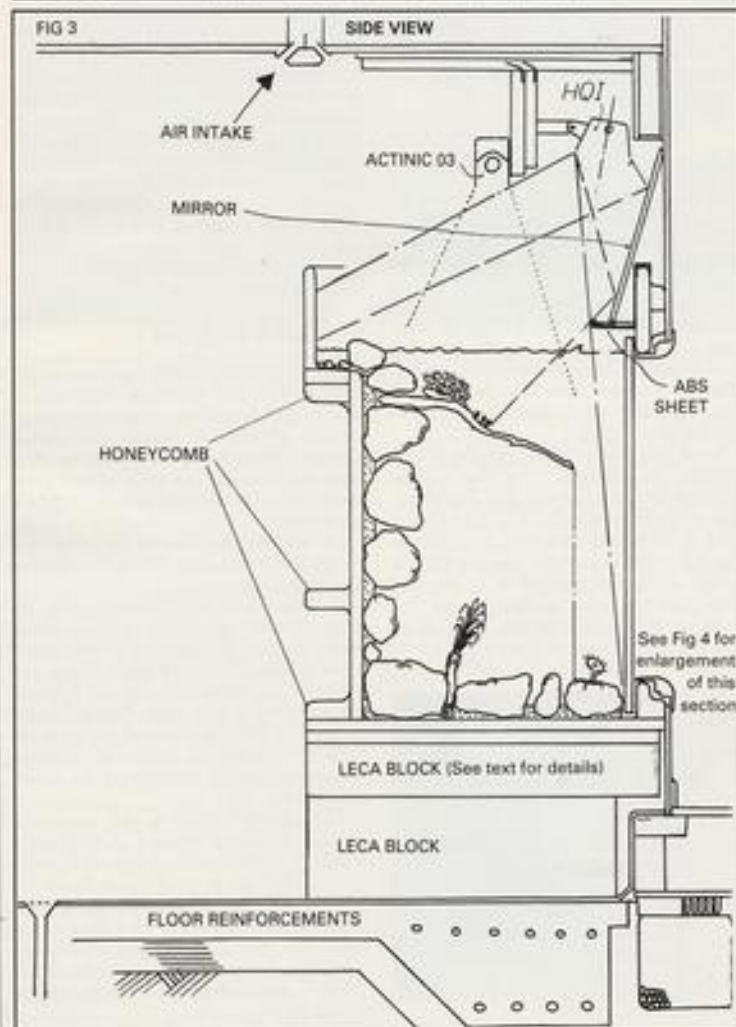 FIG 3
SIDE VIEW
HQI
AIR INTAKE
ACTINIC 03
MIRROR
ABS
SHEET
HONEYCOMB
See Fig 4 for
enlargement
of this
section
LECA BLOCK (See text for details)
LECA BLOCK
FLOOR REINFORCEMENTS